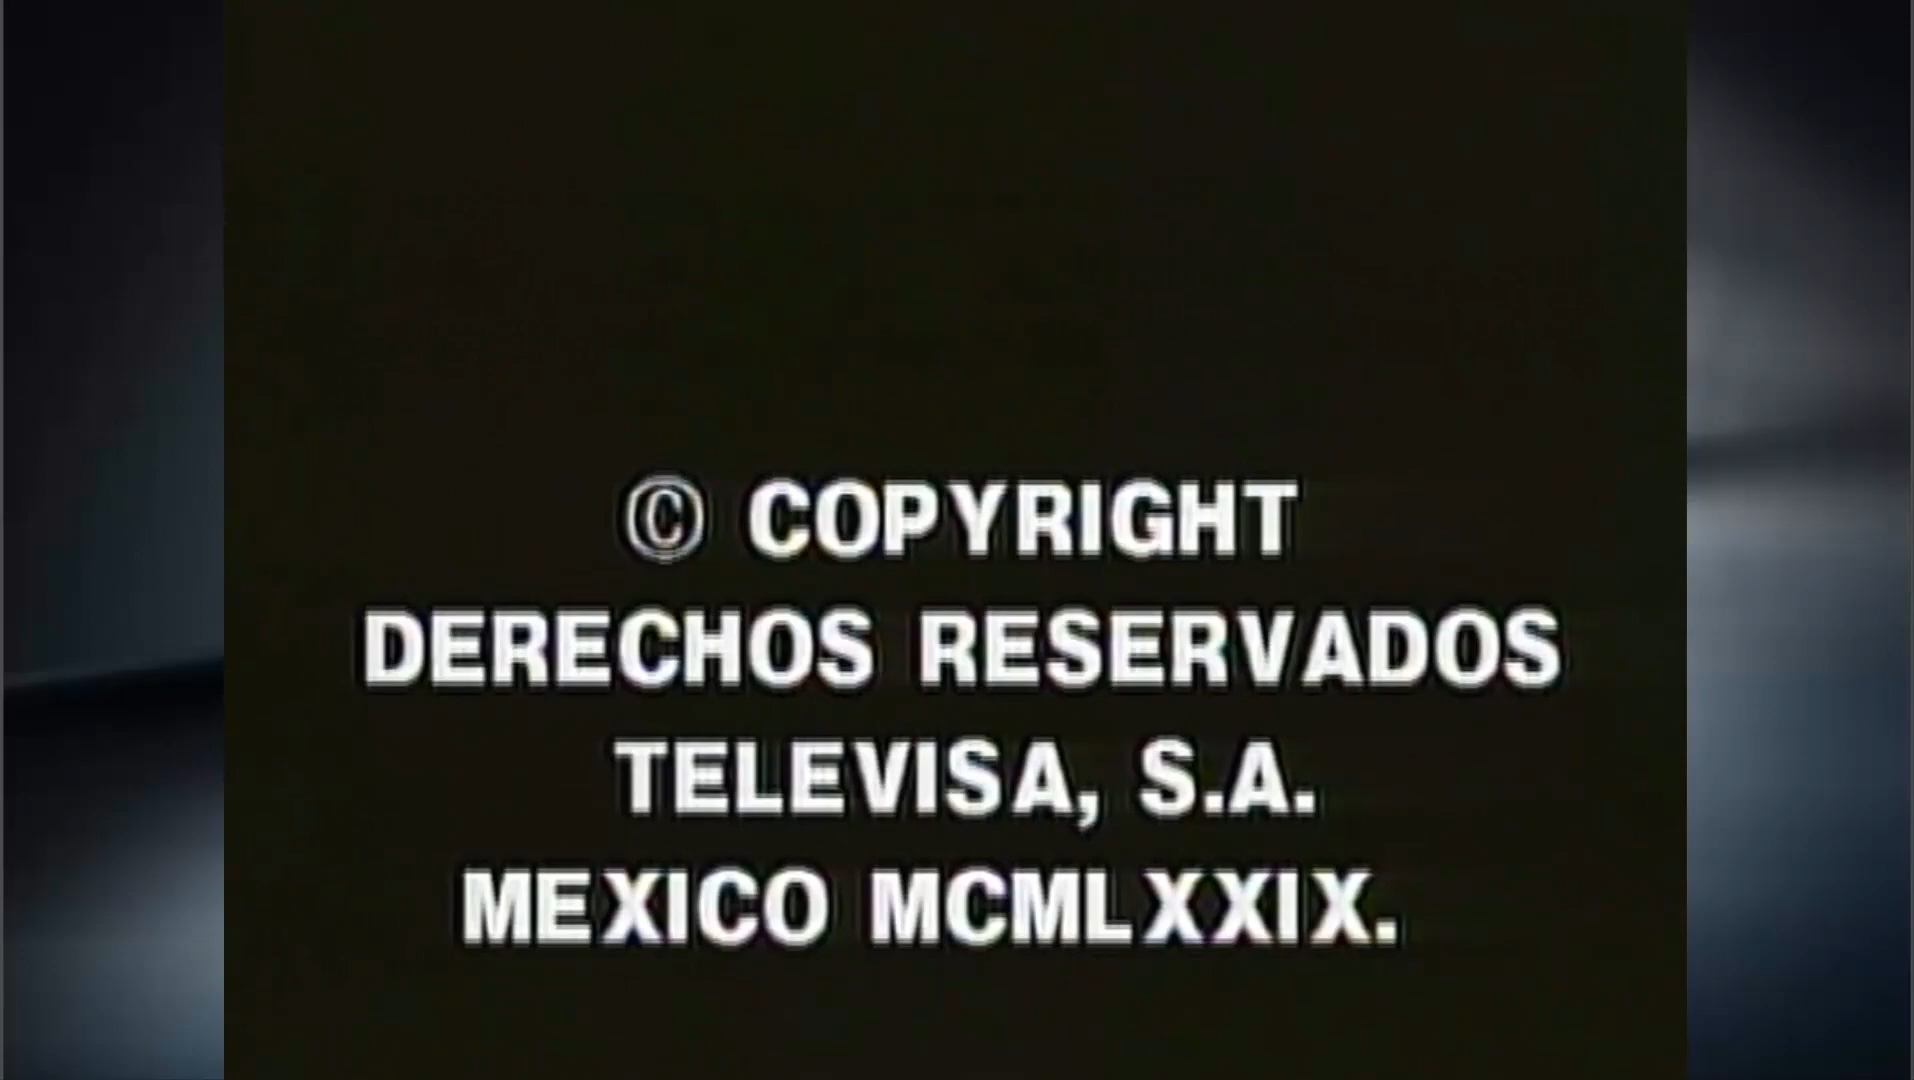 © COPYRIGHT
DERECHOS RESERVADOS
TELEVISA, S.A.
MEXICO MCMLXXIX.